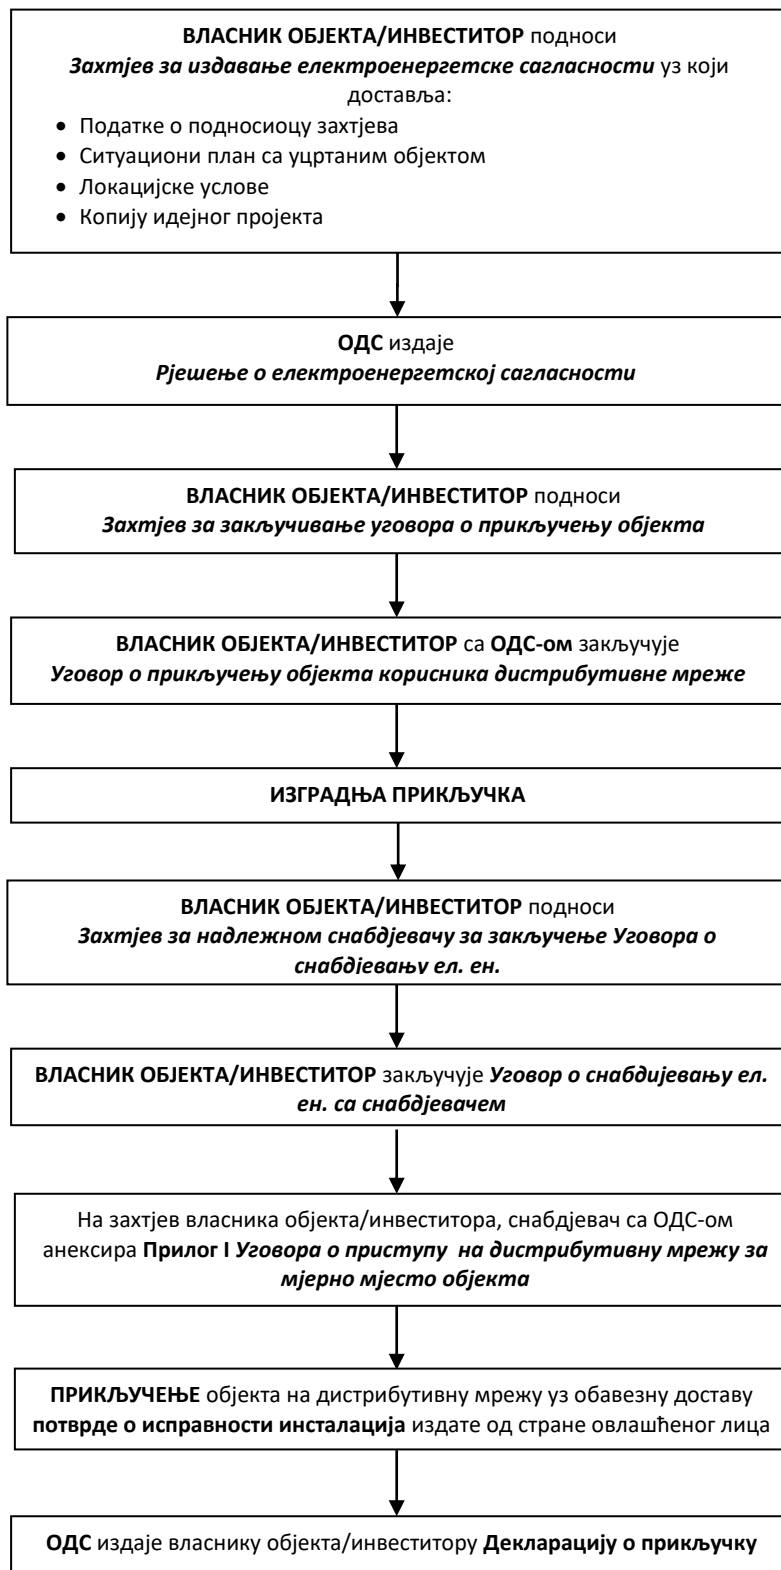 ВЛАСНИК ОБЈЕКТА/ИНВЕСТИТОР подноси
Захтјев за издавање електроенергетске сагласности уз који
доставља:
• Податке о подносиоцу захтјева
• Ситуациони план са уцртаним објектом
• Локацијске услове
• Копију идејног пројекта
ОДС издаје
Рјешење о електроенергетској сагласности
ВЛАСНИК ОБЈЕКТА/ИНВЕСТИТОР подноси
Захтјев за закључивање уговора о прикључењу објекта
ВЛАСНИК ОБЈЕКТА/ИНВЕСТИТОР са ОДС-ом закључује
Уговор о прикључењу објекта корисника дистрибутивне мреже
ИЗГРАДЊА ПРИКЉУЧКА
ВЛАСНИК ОБЈЕКТА/ИНВЕСТИТОР подноси
Захтјев за надлежном снабдјевачу за закључење Уговора о
снабдјевању ел. ен.
ВЛАСНИК ОБЈЕКТА/ИНВЕСТИТОР закључује Уговор о снабдијевању ел.
ен. са снабдјевачем
На захтјев власника објекта/инвеститора, снабдјевач са ОДС-ом
анексира Прилог I Уговора о приступу на дистрибутивну мрежу за
мјерно мјесто објекта
ПРИКЉУЧЕЊЕ објекта на дистрибутивну мрежу уз обавезну доставу
потврде о исправности инсталација издате од стране овлашћеног лица
ОДС издаје власнику објекта/инвеститору Декларацију о прикључку